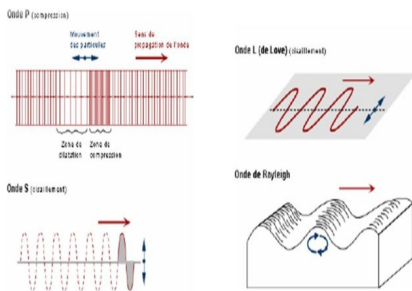 Onde P (compression)
Mouvement
des particules
Sens de
propagation de l'onde
Zone de
dilatation
Zone de
compression
Onde S (cisaillement)
Onde L (de Love) (cisaillement)
Onde de Rayleigh